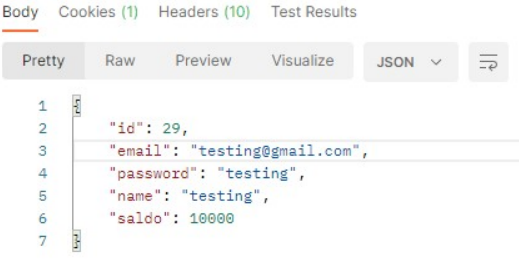 Body Cookies (1) Headers (10) Test Results
Pretty Raw Preview Visualize JSON
1 {
2 "id": 29,
3 "email": "testing@gmail.com",
4 "password": "testing",
5 "name": "testing",
6 "saldo": 10000
7 }